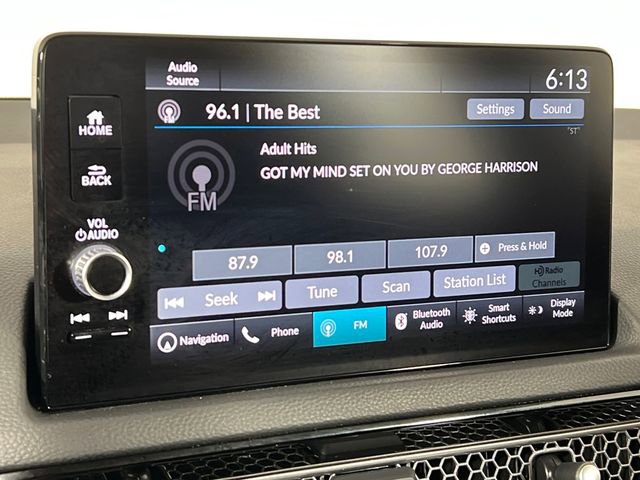 Audio
Source
6:13
HOME
96.1 | The Best
Settings
Sound
"ST"
BACK
Adult Hits
GOT MY MIND SET ON YOU BY GEORGE HARRISON
FM
VOL
AUDIO
87.9
98.1
107.9
Press & Hold
Seek
Tune
Scan
Station List
HD Radio
Channels
Navigation
Phone
FM
Bluetooth
Audio
Smart
Shortcuts
Display
Mode